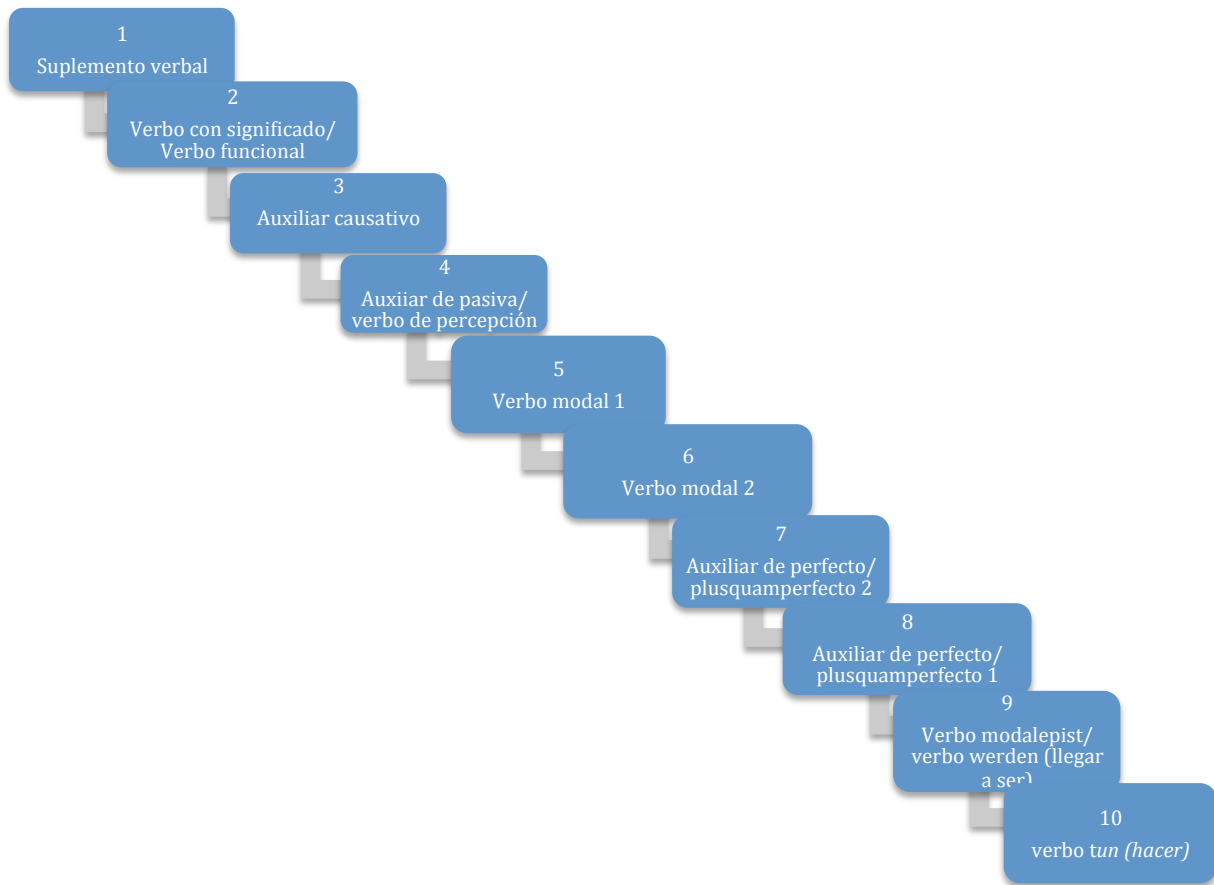 1
Suplemento verbal
2
Verbo con significado/
Verbo funcional
3
Auxiliar causativo
4
Auxiiar de pasiva/
verbo de percepción
5
Verbo modal 1
6
Verbo modal 2
7
Auxiliar de perfecto/
plusquamperfecto 2
8
Auxiliar de perfecto/
plusquamperfecto 1
9
Verbo modalepist/
verbo werden (llegar
a ser)
10
verbo tun (hacer)